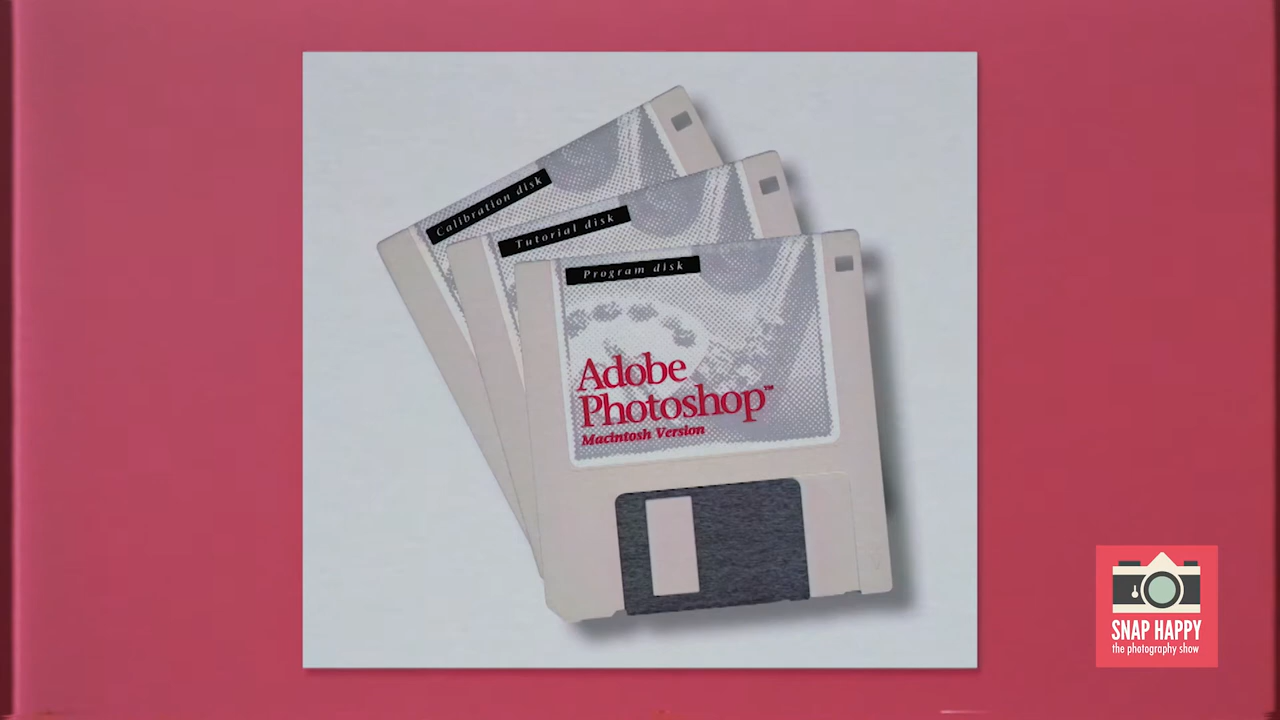 Calibration disk
Tutorial disk
Program disk
Adobe
Photoshop™
Macintosh Version
SNAP HAPPY
the photography show